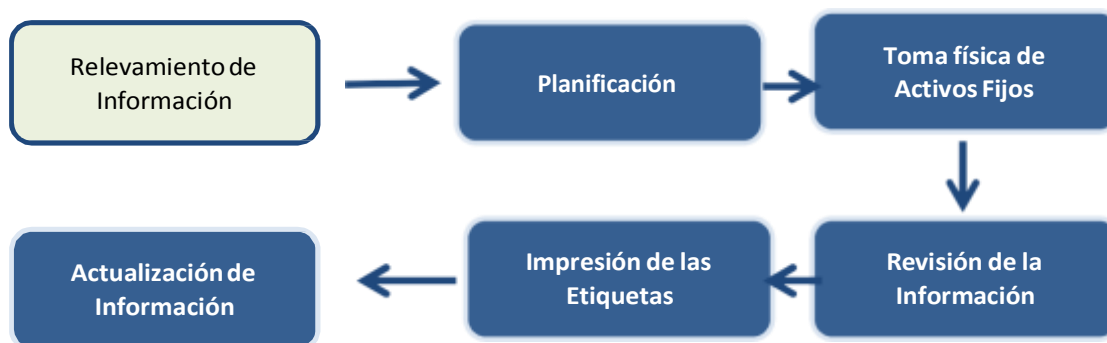 Relevamiento de
Información
Planificación
Toma física de
Activos Fijos
Revisión de la
Información
Impresión de las
Etiquetas
Actualización de
Información